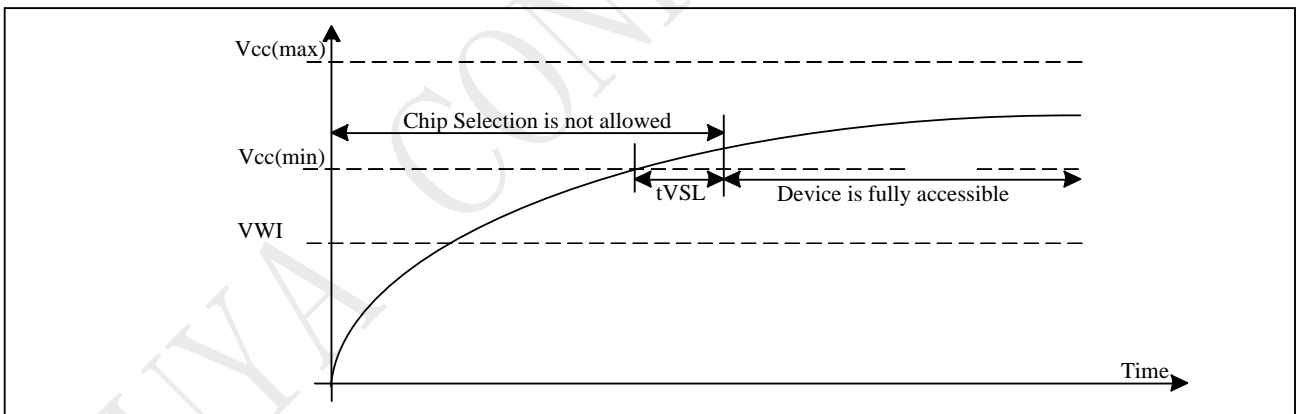 Vcc(max)
Chip Selection is not allowed
Vcc(min)
tVSL
Device is fully accessible
VWI
Time